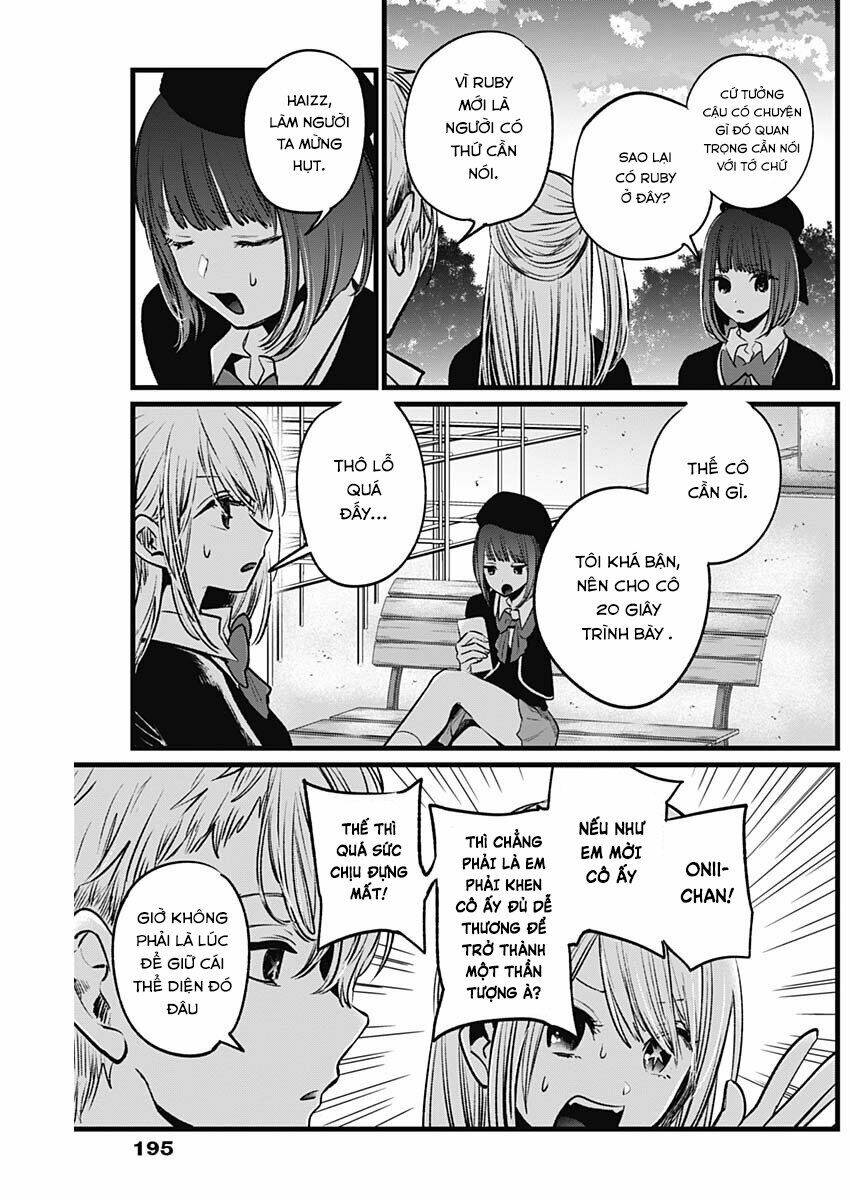 CỨ TƯỞNG
CẬU CÓ CHUYỆN
GÌ ĐÓ QUAN
TRỌNG CẦN NÓI
VỚI TỚ CHỨ
SAO LẠI
CÓ RUBY
Ở ĐÂY?
VÌ RUBY
MỚI LÀ
NGƯỜI CÓ
THỨ CẦN
NÓI.
HAIZZ,
LÀM NGƯỜI
TA MỪNG
HỤT.
THẾ CÔ
CẦN GÌ.
TÔI KHÁ BẬN,
NÊN CHO CÔ
20 GIÂY
TRÌNH BÀY .
THÔ LỖ
QUÁ
ĐẤY...
ONII-
CHAN!
NẾU NHƯ
EM MỜI
CÔ ẤY
THÌ CHẲNG
PHẢI LÀ EM
PHẢI KHEN
CÔ ẤY ĐỦ DỄ
THƯƠNG ĐỂ
TRỞ THÀNH
MỘT THẦN
TƯỢNG À?
THẾ THÌ
QUÁ SỨC
CHỊU ĐỰNG
MẤT!
GIỜ KHÔNG
PHẢI LÀ LÚC
ĐỂ GIỮ CÁI
THỂ DIỆN ĐÓ
ĐÂU
195